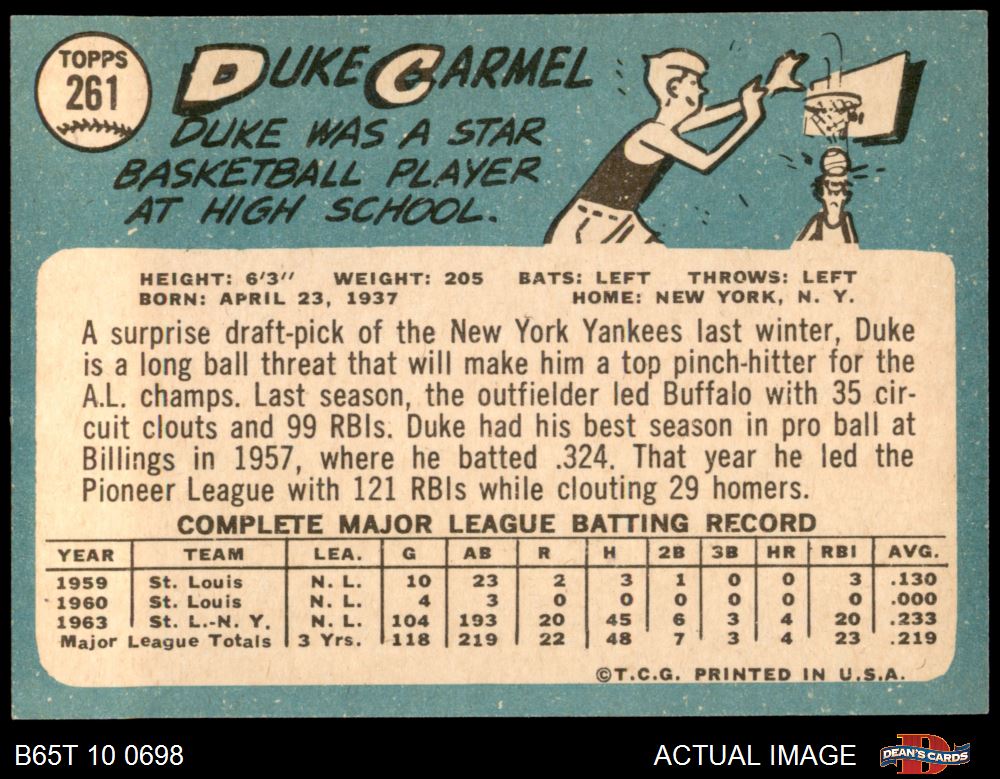 TOPPS
261
DUKE CARMEL
DUKE WAS A STAR
BASKETBALL PLAYER
AT HIGH SCHOOL.
HEIGHT: 6'3" WEIGHT: 205 BATS: LEFT THROWS: LEFT
BORN: APRIL 23, 1937 HOME: NEW YORK, N. Y.
A surprise draft-pick of the New York Yankees last winter, Duke
is a long ball threat that will make him a top pinch-hitter for the
A.L. champs. Last season, the outfielder led Buffalo with 35 cir-
cuit clouts and 99 RBIs. Duke had his best season in pro ball at
Billings in 1957, where he batted .324. That year he led the
Pioneer League with 121 RBIs while clouting 29 homers.
COMPLETE MAJOR LEAGUE BATTING RECORD
YEAR TEAM LEA. G AB R H 2B 3B HR RBI AVG.
1959 St. Louis N. L. 10 23 2 3 1 0 0 3 .130
1960 St. Louis N. L. 4 3 0 0 0 0 0 0 .000
1963 St. L.-N. Y. N. L. 104 193 20 45 6 3 4 20 .233
Major League Totals 3 Yrs. 118 219 22 48 7 3 4 23 .219
©T.C.G. PRINTED IN U.S.A.
B65T 10 0698 ACTUAL IMAGE DEAN'S CARDS